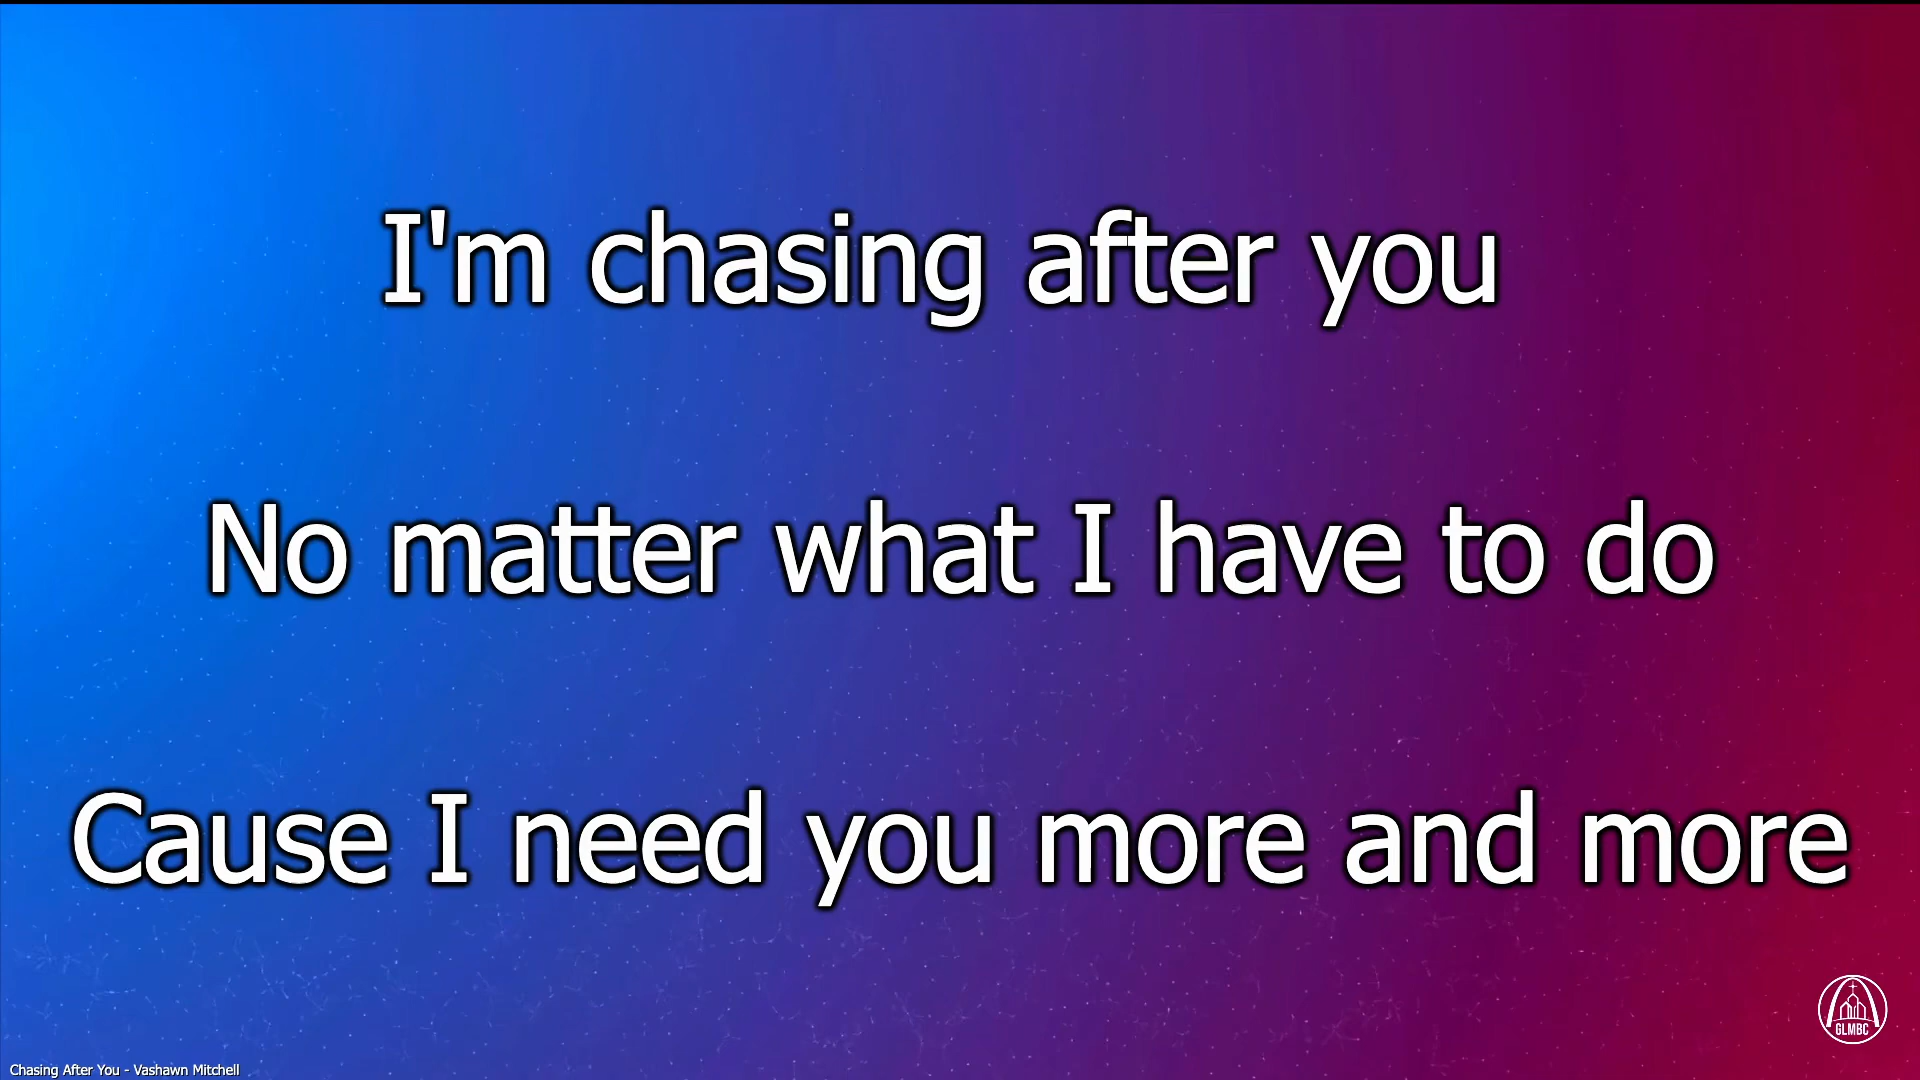 I'm chasing after you
No matter what I have to do
Cause I need you more and more
GLMBC
Chasing After You - Vashawn Mitchell